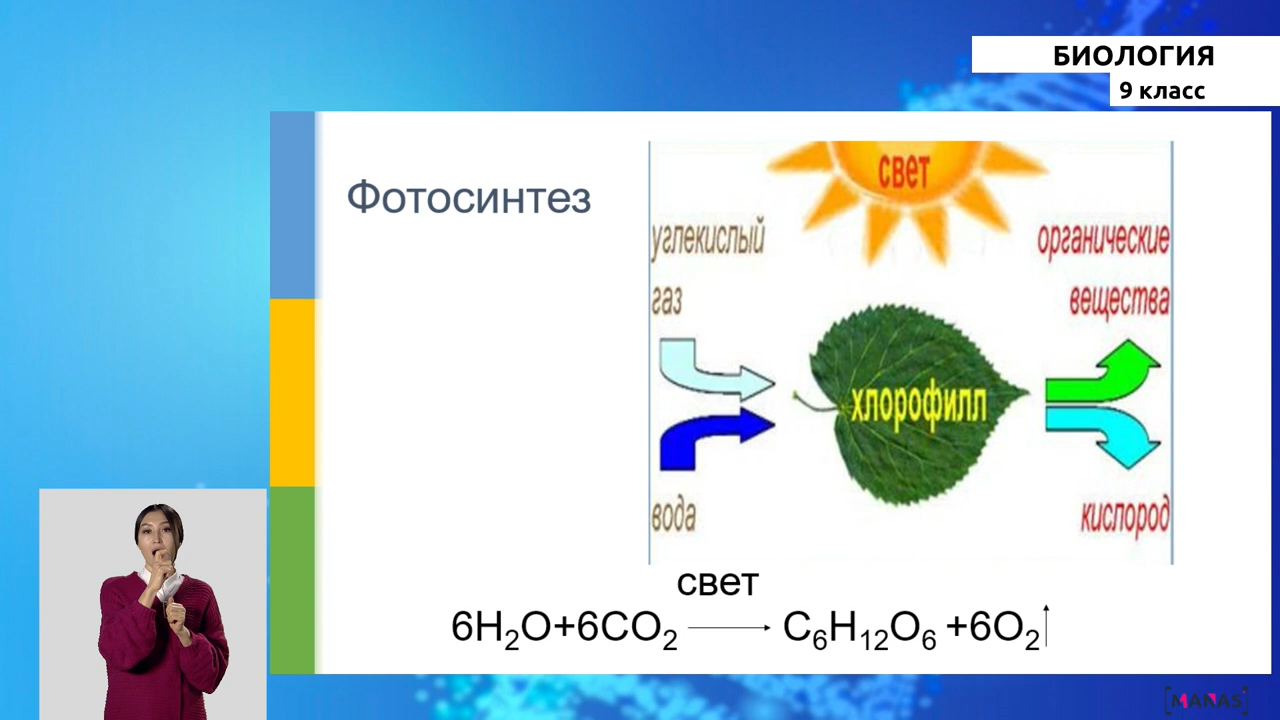 БИОЛОГИЯ
9 класс
Фотосинтез
свет
углекислый
газ
органические
вещества
хлорофилл
вода
кислород
свет
6H₂O+6CO₂ → C₆H₁₂O₆ +6O₂↑
[MANAS]